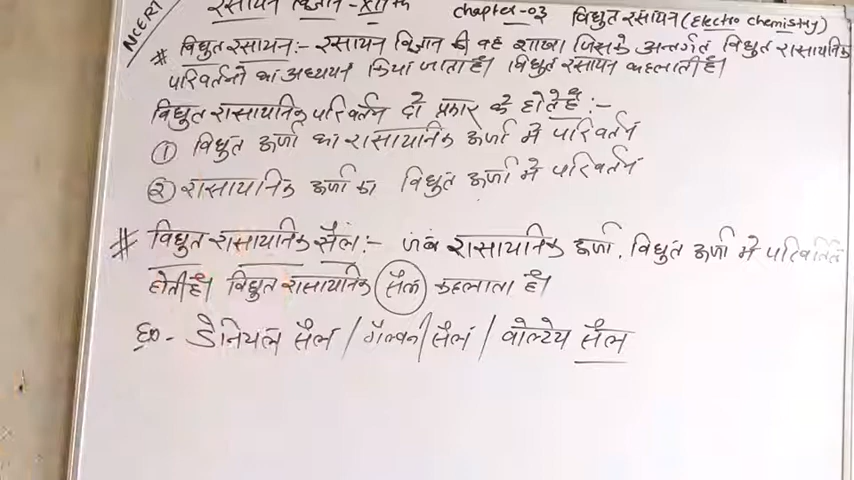 NCERT
रसायन विज्ञान - XII th chapter-03 विधुत रसायन (Electro chemistry)
* विधुत रसायन :- रसायन विज्ञान की वह शाखा जिसके अन्तर्गत विधुत रासायनिक
परिवर्तनों का अध्ययन किया जाता है। विधुत रसायन कहलाती है।
विधुत रासायनिक परिवर्तन दो प्रकार के होते है :-
① विधुत ऊर्जा का रासायनिक ऊर्जा में परिवर्तन
② रासायनिक ऊर्जा का विधुत ऊर्जा में परिवर्तन
# विधुत रासायनिक सैल :- जब रासायनिक ऊर्जा, विधुत ऊर्जा में परिवर्तित
होती है। विधुत रासायनिक सैल कहलाता है।
उ०- डेनियल सैल / गैल्वनी सैल / वोल्टेय सैल